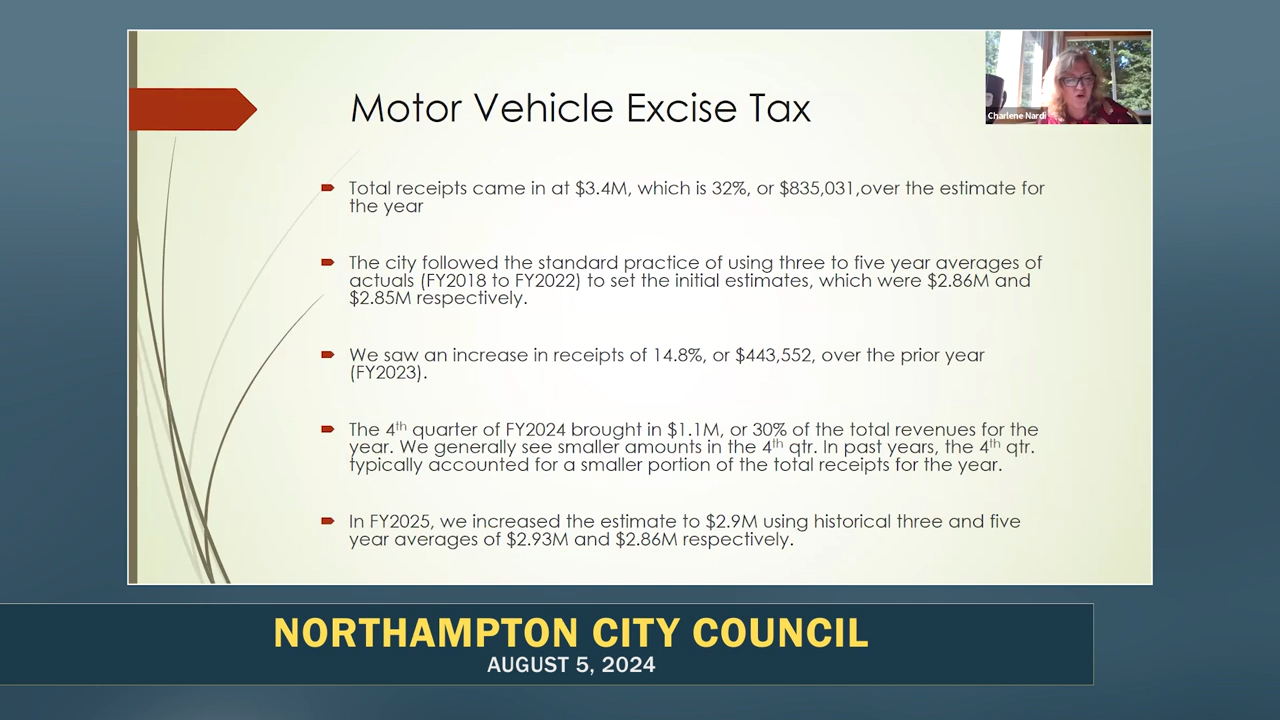 Motor Vehicle Excise Tax
Charlene Nardi
Total receipts came in at $3.4M, which is 32%, or $835,031,over the estimate for
the year
The city followed the standard practice of using three to five year averages of
actuals (FY2018 to FY2022) to set the initial estimates, which were $2.86M and
$2.85M respectively.
We saw an increase in receipts of 14.8%, or $443,552, over the prior year
(FY2023).
The 4th quarter of FY2024 brought in $1.1M, or 30% of the total revenues for the
year. We generally see smaller amounts in the 4th qtr. In past years, the 4th qtr.
typically accounted for a smaller portion of the total receipts for the year.
In FY2025, we increased the estimate to $2.9M using historical three and five
year averages of $2.93M and $2.86M respectively.
NORTHAMPTON CITY COUNCIL
AUGUST 5, 2024